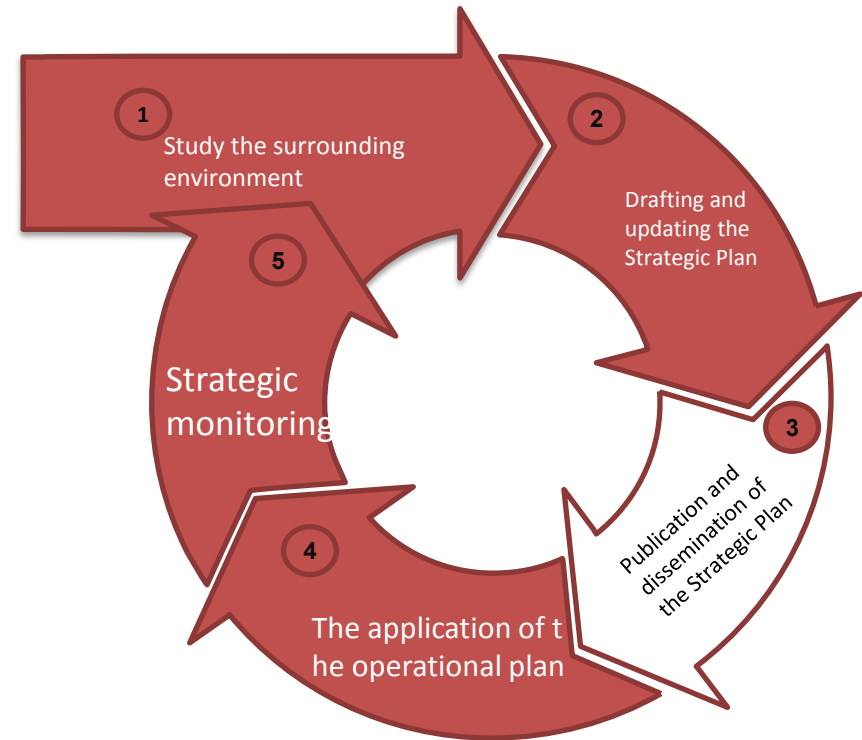 1
Study the surrounding
environment
2
Drafting and
updating the
Strategic Plan
3
Publication and
dissemination of
the Strategic Plan
4
The application of t
he operational plan
5
Strategic
monitoring